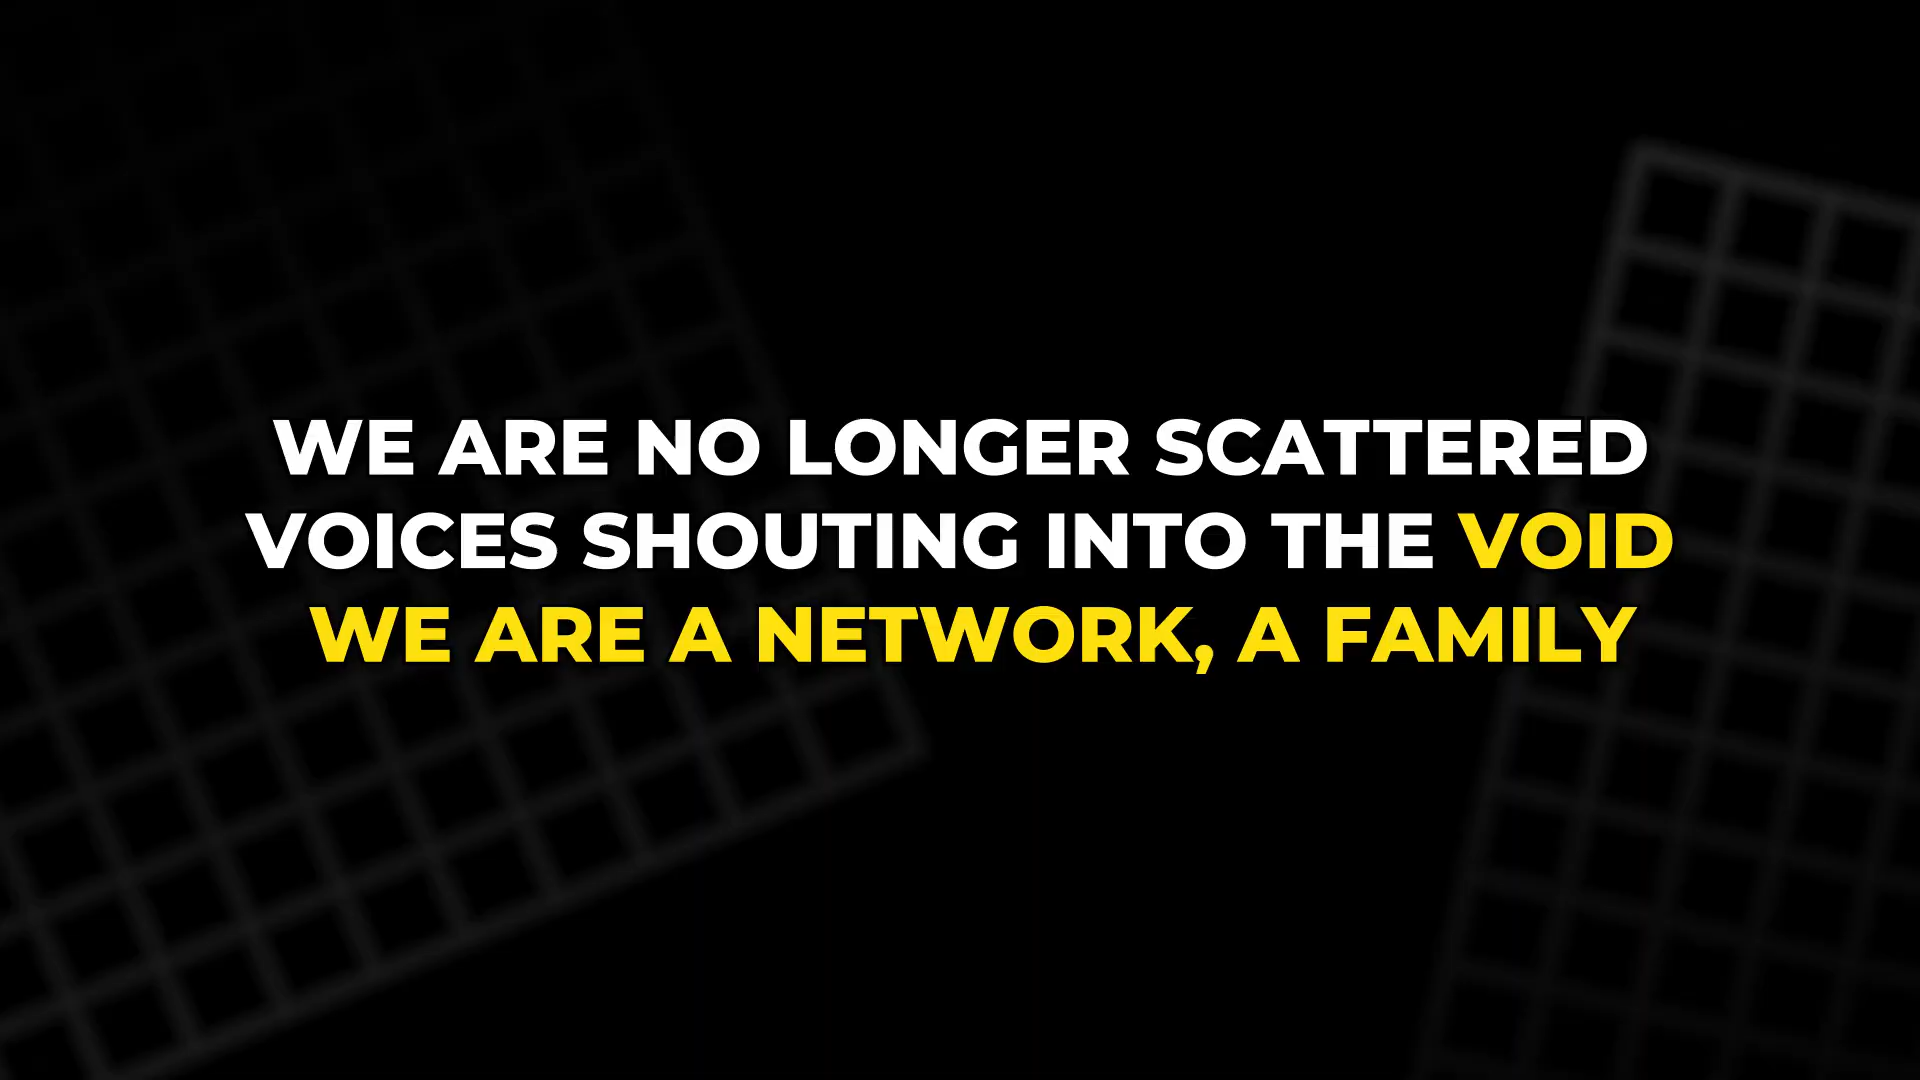 WE ARE NO LONGER SCATTERED
VOICES SHOUTING INTO THE VOID
WE ARE A NETWORK, A FAMILY